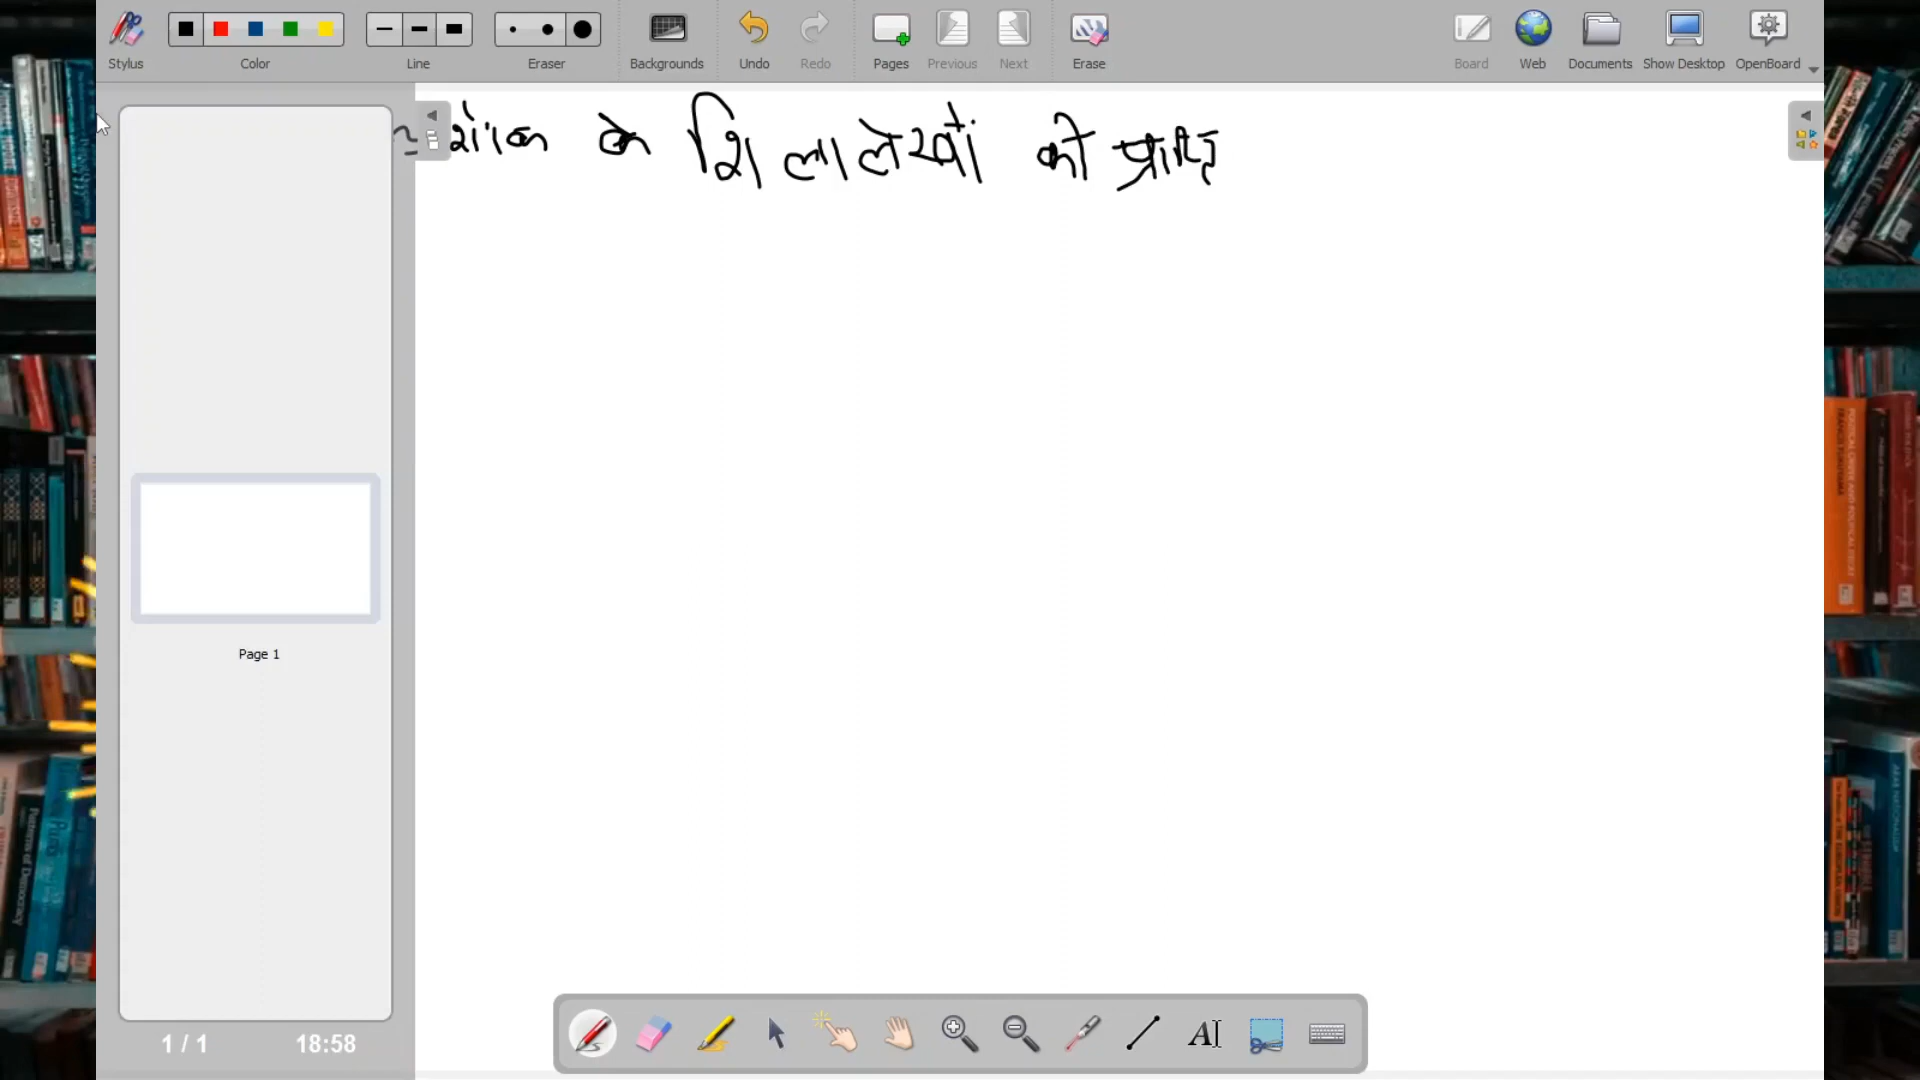 Stylus
Color
Line
Eraser
Backgrounds
Undo
Redo
Pages
Previous
Next
Erase
Board
Web
Documents
Show Desktop
OpenBoard
के शिलालेखों की
Page 1
1 / 1
18:58